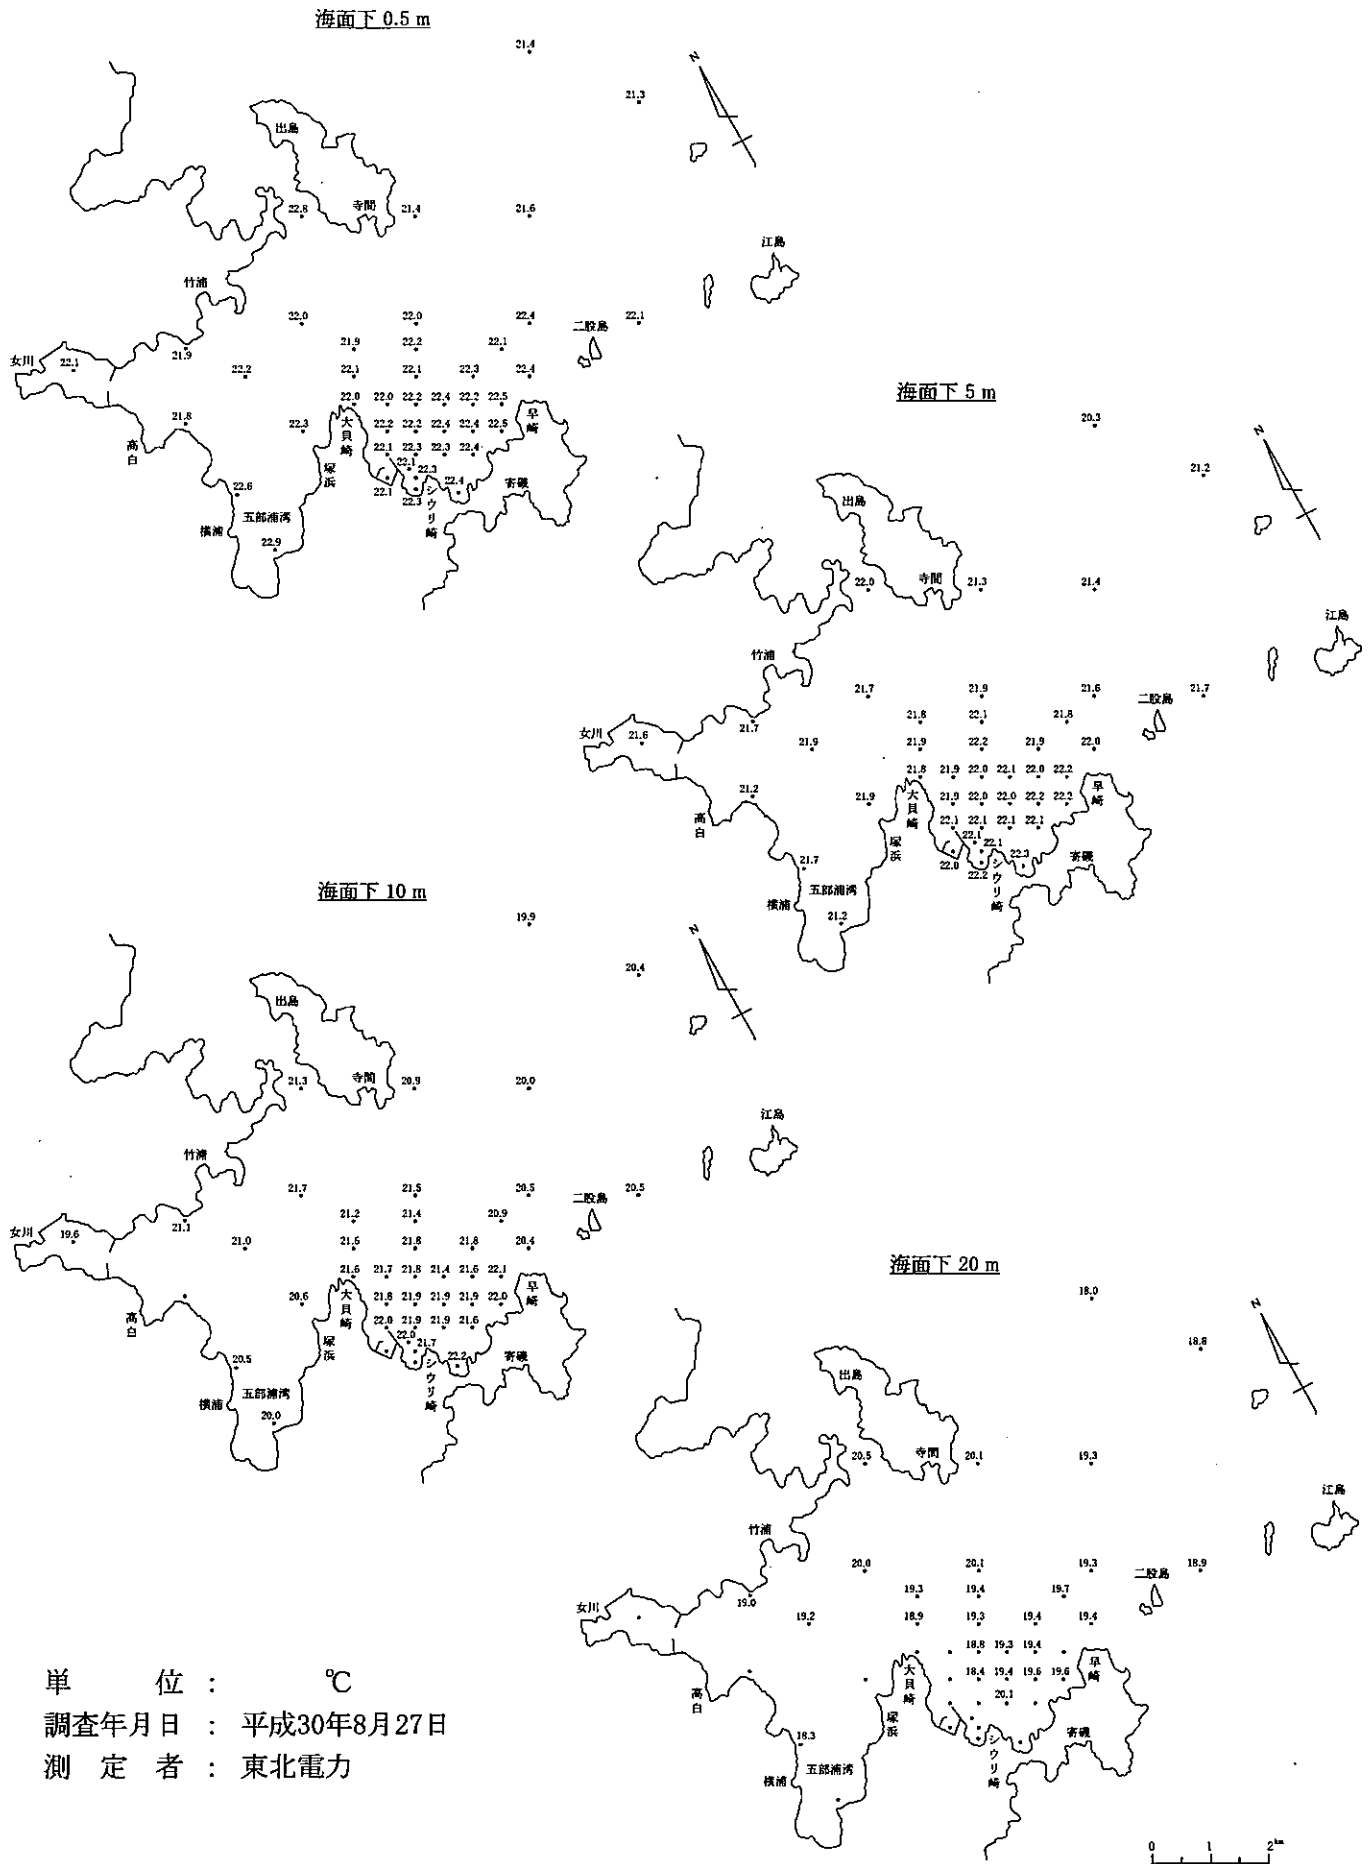 海面下 0.5 m
21.4
21.3
N
出島
寺間
22.8
21.4
21.6
江島
竹浦
22.0
22.0
22.4
二股島
22.1
21.9
21.9
22.2
22.1
女川
22.1
22.2
22.1
22.1
22.3
22.4
22.0
22.0
22.2
22.4
22.2
22.5
21.8
22.3
22.2
22.2
22.4
22.4
22.5
早崎
高白
大貝崎
塚浜
22.1
22.3
22.3
22.4
22.1
22.3
22.1
22.3
22.4
シウリ崎
寄磯
22.6
横浦
五部浦湾
22.9
海面下 5 m
20.3
21.2
N
出島
寺間
22.0
21.3
21.4
江島
竹浦
21.7
21.9
21.6
二股島
21.7
21.7
21.8
22.1
21.8
女川
21.6
21.9
21.9
22.2
21.9
22.0
21.8
21.9
22.0
22.1
22.0
22.2
21.2
21.9
21.9
22.0
22.0
22.2
22.2
早崎
高白
大貝崎
塚浜
22.1
22.1
22.1
22.1
22.1
22.1
22.0
22.2
22.3
シウリ崎
寄磯
21.7
横浦
五部浦湾
21.2
海面下 10 m
19.9
20.4
N
出島
寺間
21.3
20.9
20.0
江島
竹浦
21.7
21.5
20.5
二股島
20.5
21.1
21.2
21.4
20.9
女川
19.6
21.0
21.5
21.8
21.8
20.4
21.6
21.7
21.8
21.4
21.6
22.1
20.6
21.8
21.9
21.9
21.9
22.0
早崎
高白
大貝崎
塚浜
22.0
21.9
21.9
21.6
22.0
21.7
22.2
シウリ崎
寄磯
20.5
横浦
五部浦湾
20.0
海面下 20 m
18.0
18.8
N
出島
寺間
20.5
20.1
19.3
江島
竹浦
20.0
20.1
19.3
二股島
18.9
19.0
19.3
19.4
19.7
女川
19.2
18.9
19.3
19.4
19.4
18.8
19.3
19.4
18.4
19.4
19.6
19.6
早崎
高白
大貝崎
塚浜
20.1
シウリ崎
寄磯
18.3
横浦
五部浦湾
単 位 : ℃
調査年月日 : 平成30年8月27日
測 定 者 : 東北電力
0 1 2 km